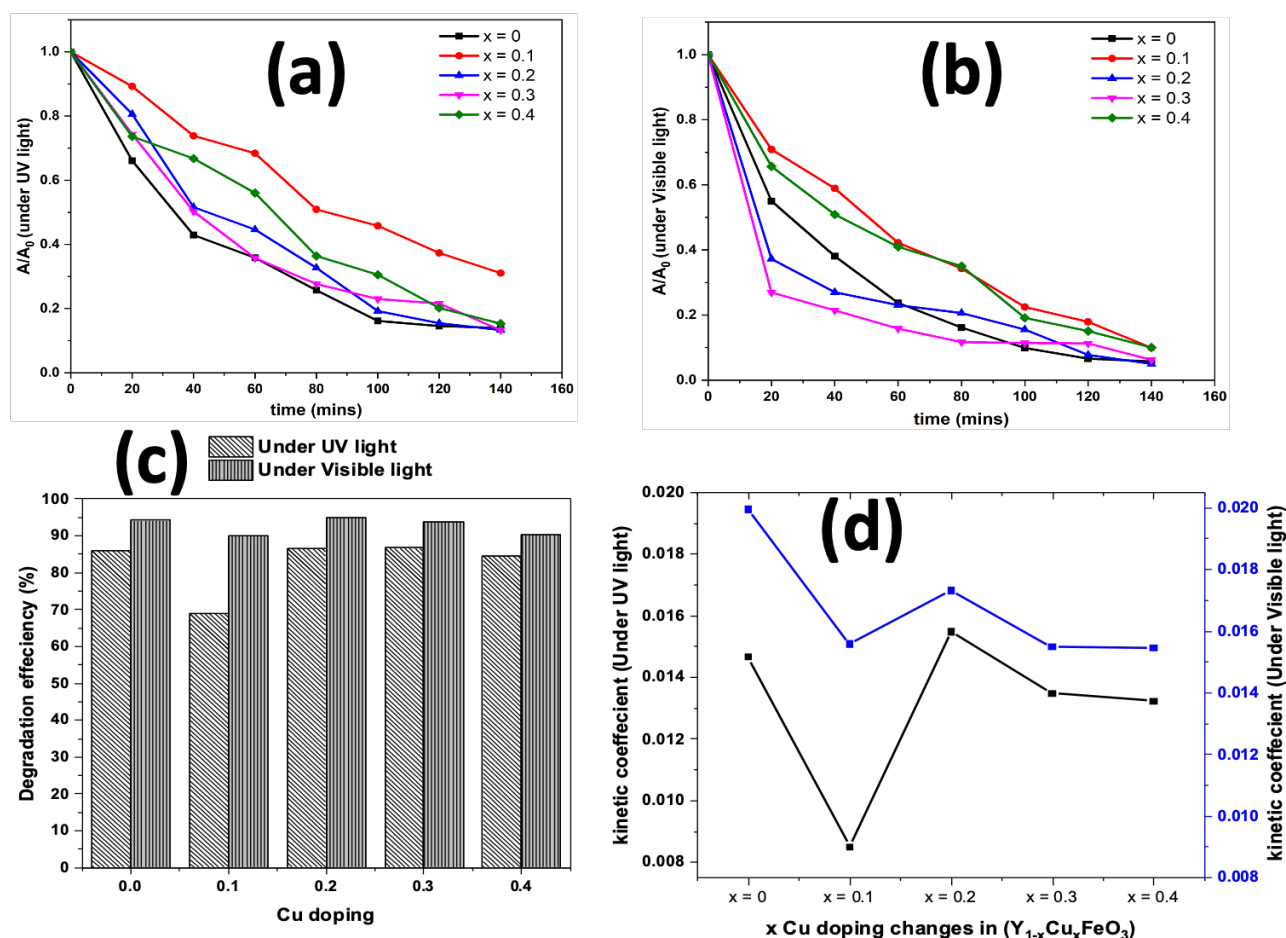 (a)
x = 0
x = 0.1
x = 0.2
x = 0.3
x = 0.4
1.0
0.8
0.6
0.4
0.2
0.0
A/A₀ (under UV light)
0 20 40 60 80 100 120 140 160
time (mins)
(b)
x = 0
x = 0.1
x = 0.2
x = 0.3
x = 0.4
1.0
0.8
0.6
0.4
0.2
0.0
A/A₀ (under Visible light)
0 20 40 60 80 100 120 140 160
time (mins)
(c)
Under UV light
Under Visible light
100
90
80
70
60
50
40
30
20
10
0
Degradation effeciency (%)
0.0 0.1 0.2 0.3 0.4
Cu doping
(d)
0.020
0.018
0.016
0.014
0.012
0.010
0.008
kinetic coeffecient (Under UV light)
0.020
0.018
0.016
0.014
0.012
0.010
0.008
kinetic coeffecient (Under Visible light)
x = 0 x = 0.1 x = 0.2 x = 0.3 x = 0.4
x Cu doping changes in (Y₁₋ₓCuₓFeO₃)